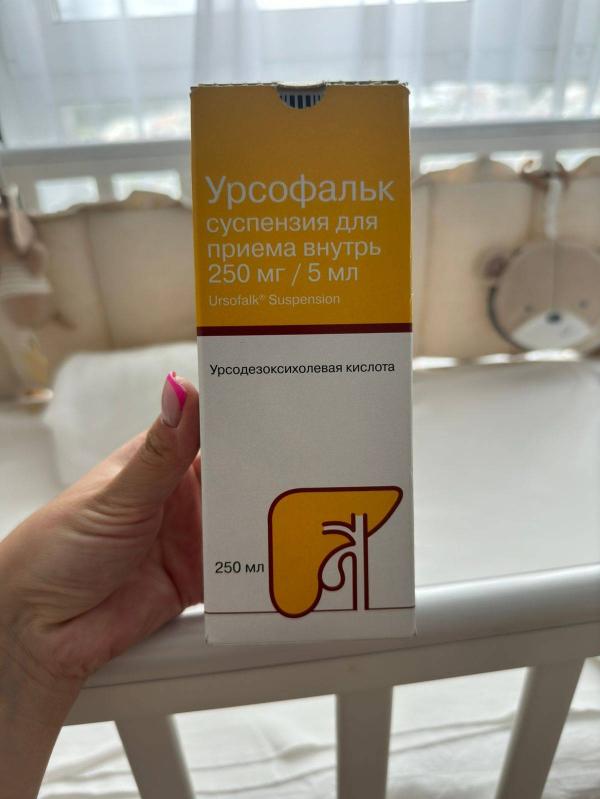 Урсофальк
суспензия для
приема внутрь
250 мг / 5 мл
Ursofalk® Suspension
Урсодезоксихолевая кислота
250 мл